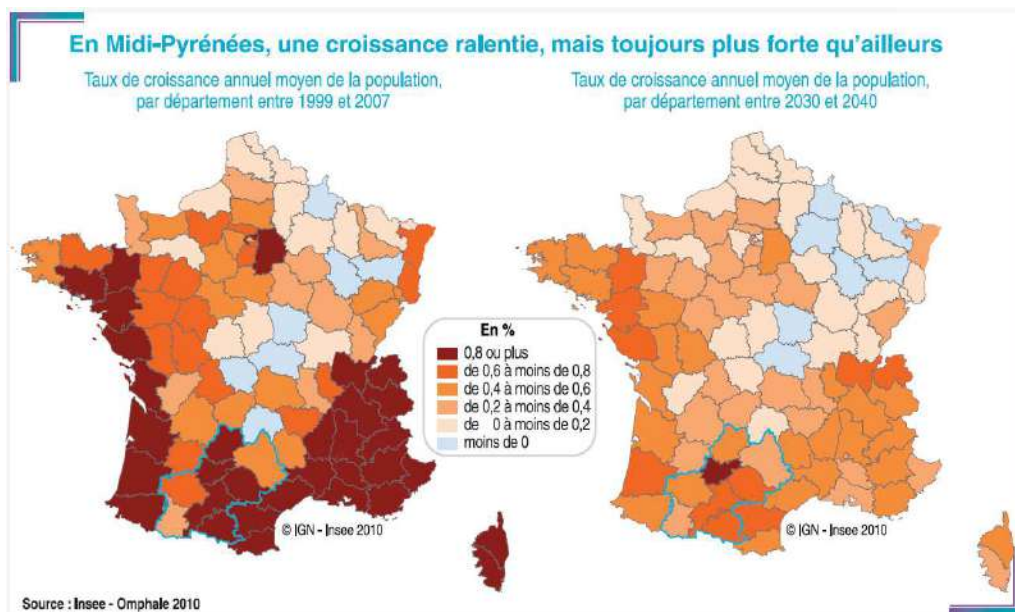 En Midi-Pyrénées, une croissance ralentie, mais toujours plus forte qu'ailleurs
Taux de croissance annuel moyen de la population,
par département entre 1999 et 2007
Taux de croissance annuel moyen de la population,
par département entre 2030 et 2040
En %
0,8 ou plus
de 0,6 à moins de 0,8
de 0,4 à moins de 0,6
de 0,2 à moins de 0,4
de 0 à moins de 0,2
moins de 0
© IGN - Insee 2010
© IGN - Insee 2010
Source : Insee - Omphale 2010